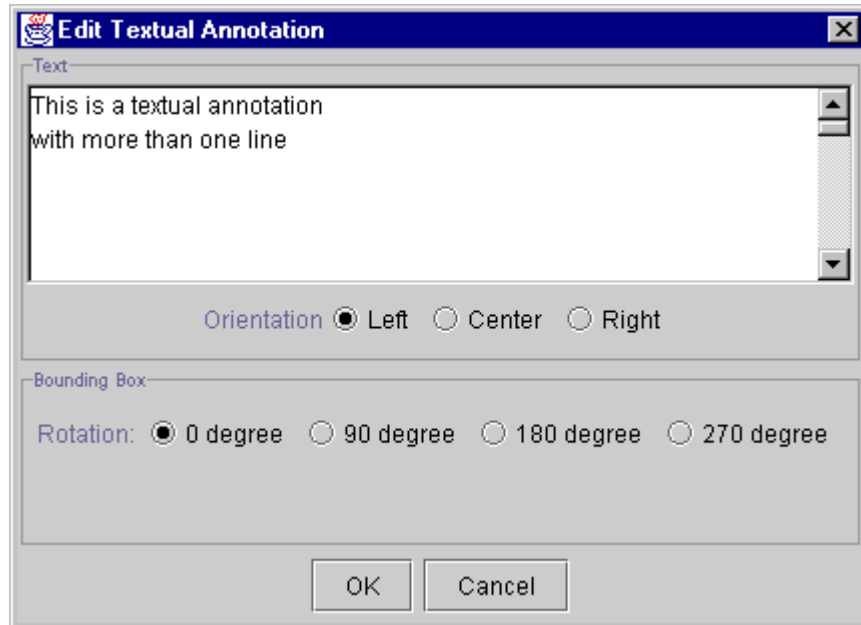 Edit Textual Annotation
Text
This is a textual annotation
with more than one line
Orientation Left Center Right
Bounding Box
Rotation: 0 degree 90 degree 180 degree 270 degree
OK Cancel